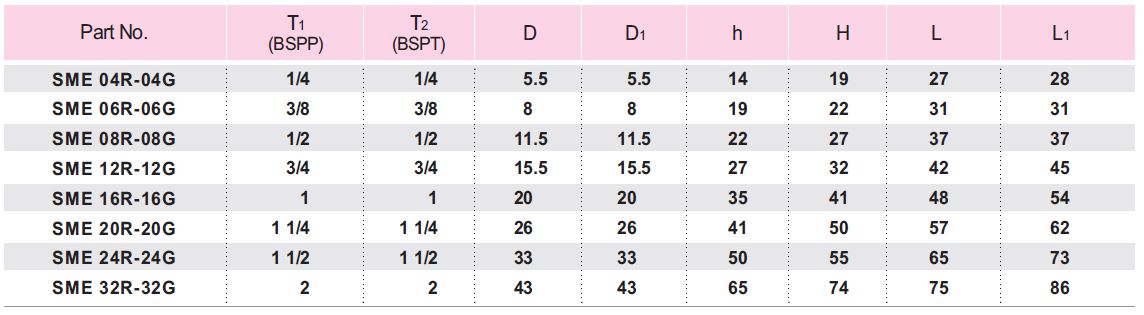 Part No. T1 (BSPP) T2 (BSPT) D D1 h H L L1
SME 04R-04G 1/4 1/4 5.5 5.5 14 19 27 28
SME 06R-06G 3/8 3/8 8 8 19 22 31 31
SME 08R-08G 1/2 1/2 11.5 11.5 22 27 37 37
SME 12R-12G 3/4 3/4 15.5 15.5 27 32 42 45
SME 16R-16G 1 1 20 20 35 41 48 54
SME 20R-20G 1 1/4 1 1/4 26 26 41 50 57 62
SME 24R-24G 1 1/2 1 1/2 33 33 50 55 65 73
SME 32R-32G 2 2 43 43 65 74 75 86